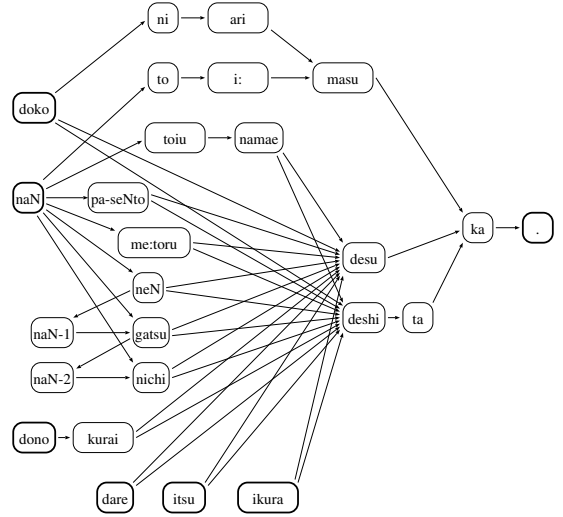 ni ari
to i: masu
doko
toiu namae
naN pa-seNto
ka .
me:toru
desu
neN
naN-1 gatsu deshi ta
naN-2 nichi
dono kurai
dare itsu ikura